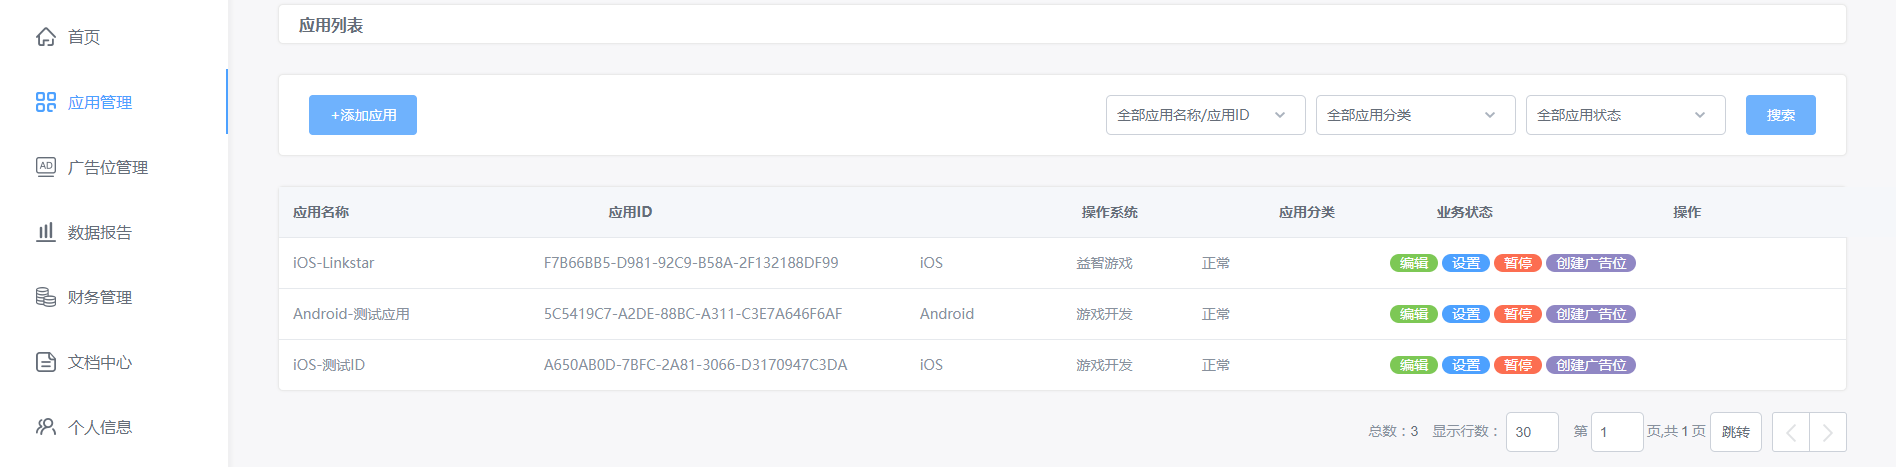 首页
应用管理
AD 广告位管理
数据报告
财务管理
文档中心
个人信息
应用列表
+添加应用 全部应用名称/应用ID 全部应用分类 全部应用状态 搜索
应用名称 应用ID 操作系统 应用分类 业务状态 操作
iOS-Linkstar F7B66BB5-D981-92C9-B58A-2F132188DF99 iOS 益智游戏 正常 编辑 设置 暂停 创建广告位
Android-测试应用 5C5419C7-A2DE-88BC-A311-C3E7A646F6AF Android 游戏开发 正常 编辑 设置 暂停 创建广告位
iOS-测试ID A650AB0D-7BFC-2A81-3066-D3170947C3DA iOS 游戏开发 正常 编辑 设置 暂停 创建广告位
总数：3 显示行数： 30 第 1 页,共 1 页 跳转